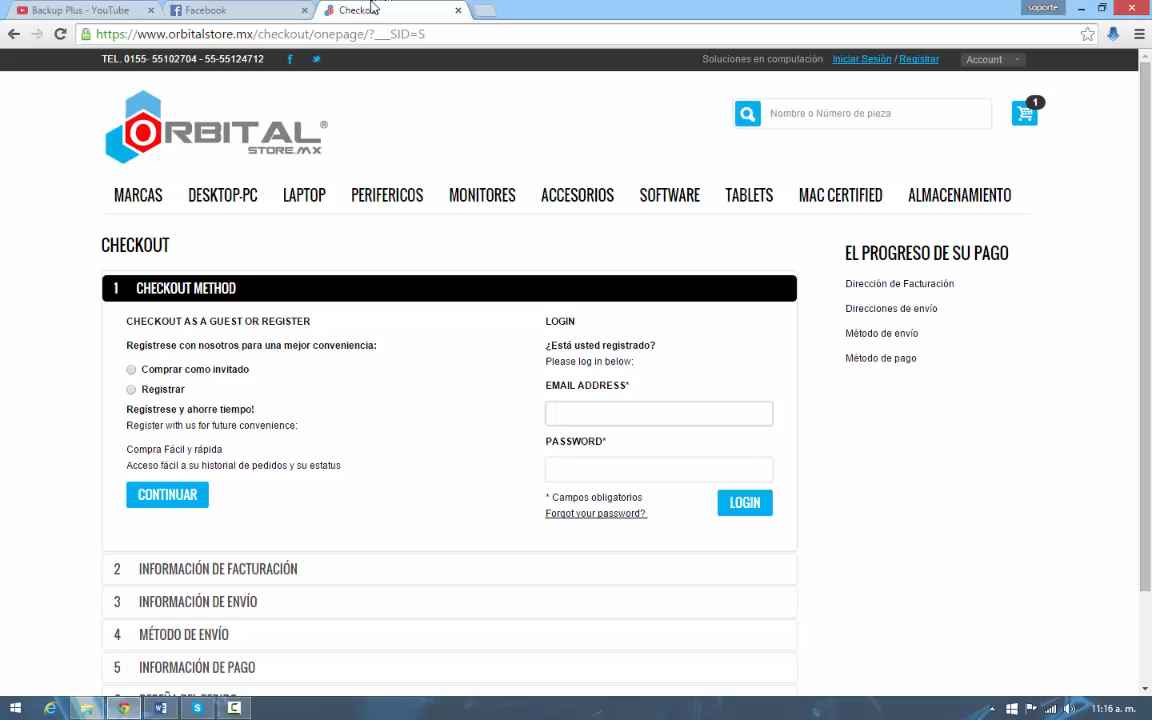 Backup Plus - YouTube
Facebook
Checko
soporte
https://www.orbitalstore.mx/checkout/onepage/?___SID=S
TEL. 0155- 55102704 - 55-55124712
Soluciones en computación Iniciar Sesión / Registrar Account
ORBITAL®
STORE.MX
Nombre o Número de pieza
1
MARCAS DESKTOP-PC LAPTOP PERIFERICOS MONITORES ACCESORIOS SOFTWARE TABLETS MAC CERTIFIED ALMACENAMIENTO
CHECKOUT
1 CHECKOUT METHOD
CHECKOUT AS A GUEST OR REGISTER
Regístrese con nosotros para una mejor conveniencia:
Comprar como invitado
Registrar
Regístrese y ahorre tiempo!
Register with us for future convenience:
Compra Fácil y rápida
Acceso fácil a su historial de pedidos y su estatus
CONTINUAR
LOGIN
¿Está usted registrado?
Please log in below:
EMAIL ADDRESS*
PASSWORD*
* Campos obligatorios
Forgot your password?
LOGIN
2 INFORMACIÓN DE FACTURACIÓN
3 INFORMACIÓN DE ENVÍO
4 MÉTODO DE ENVÍO
5 INFORMACIÓN DE PAGO
EL PROGRESO DE SU PAGO
Dirección de Facturación
Direcciones de envío
Método de envío
Método de pago
11:16 a. m.